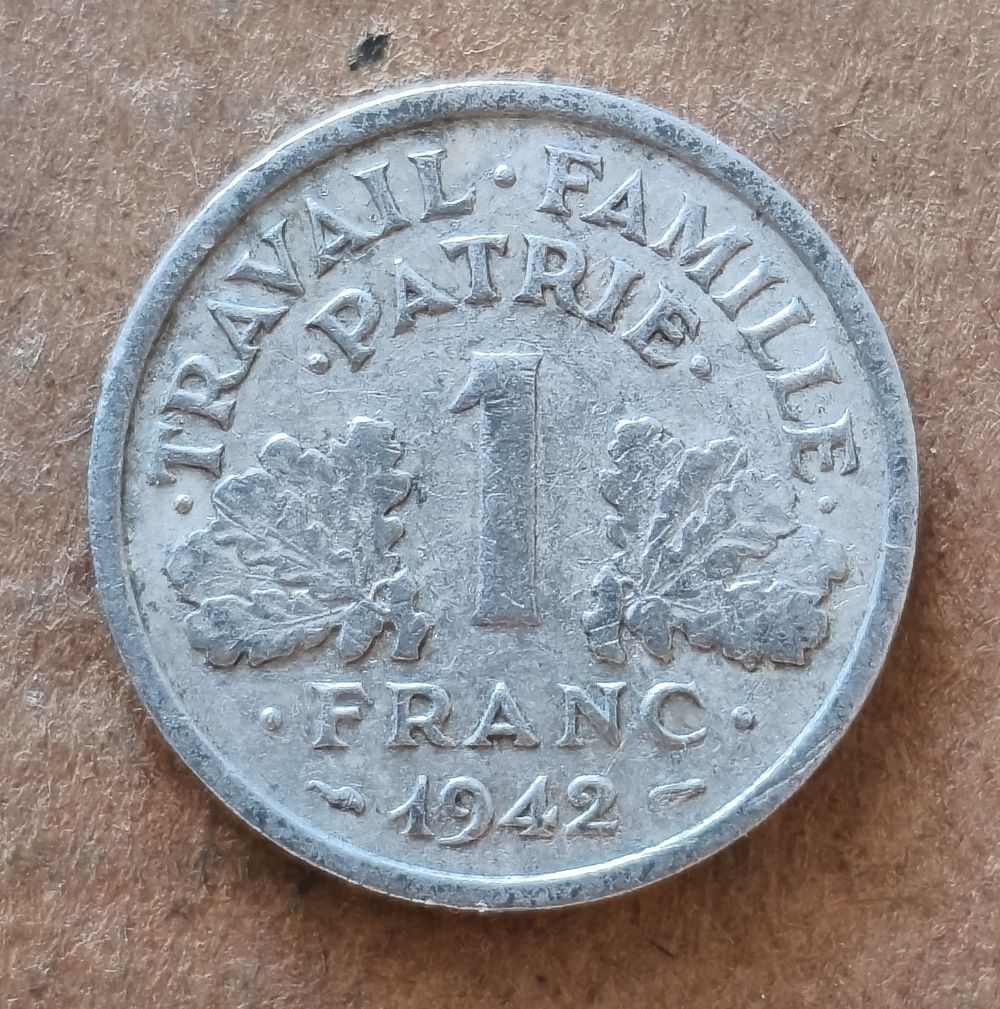 · TRAVAIL · FAMILLE ·
· PATRIE ·
1
· FRANC ·
1942